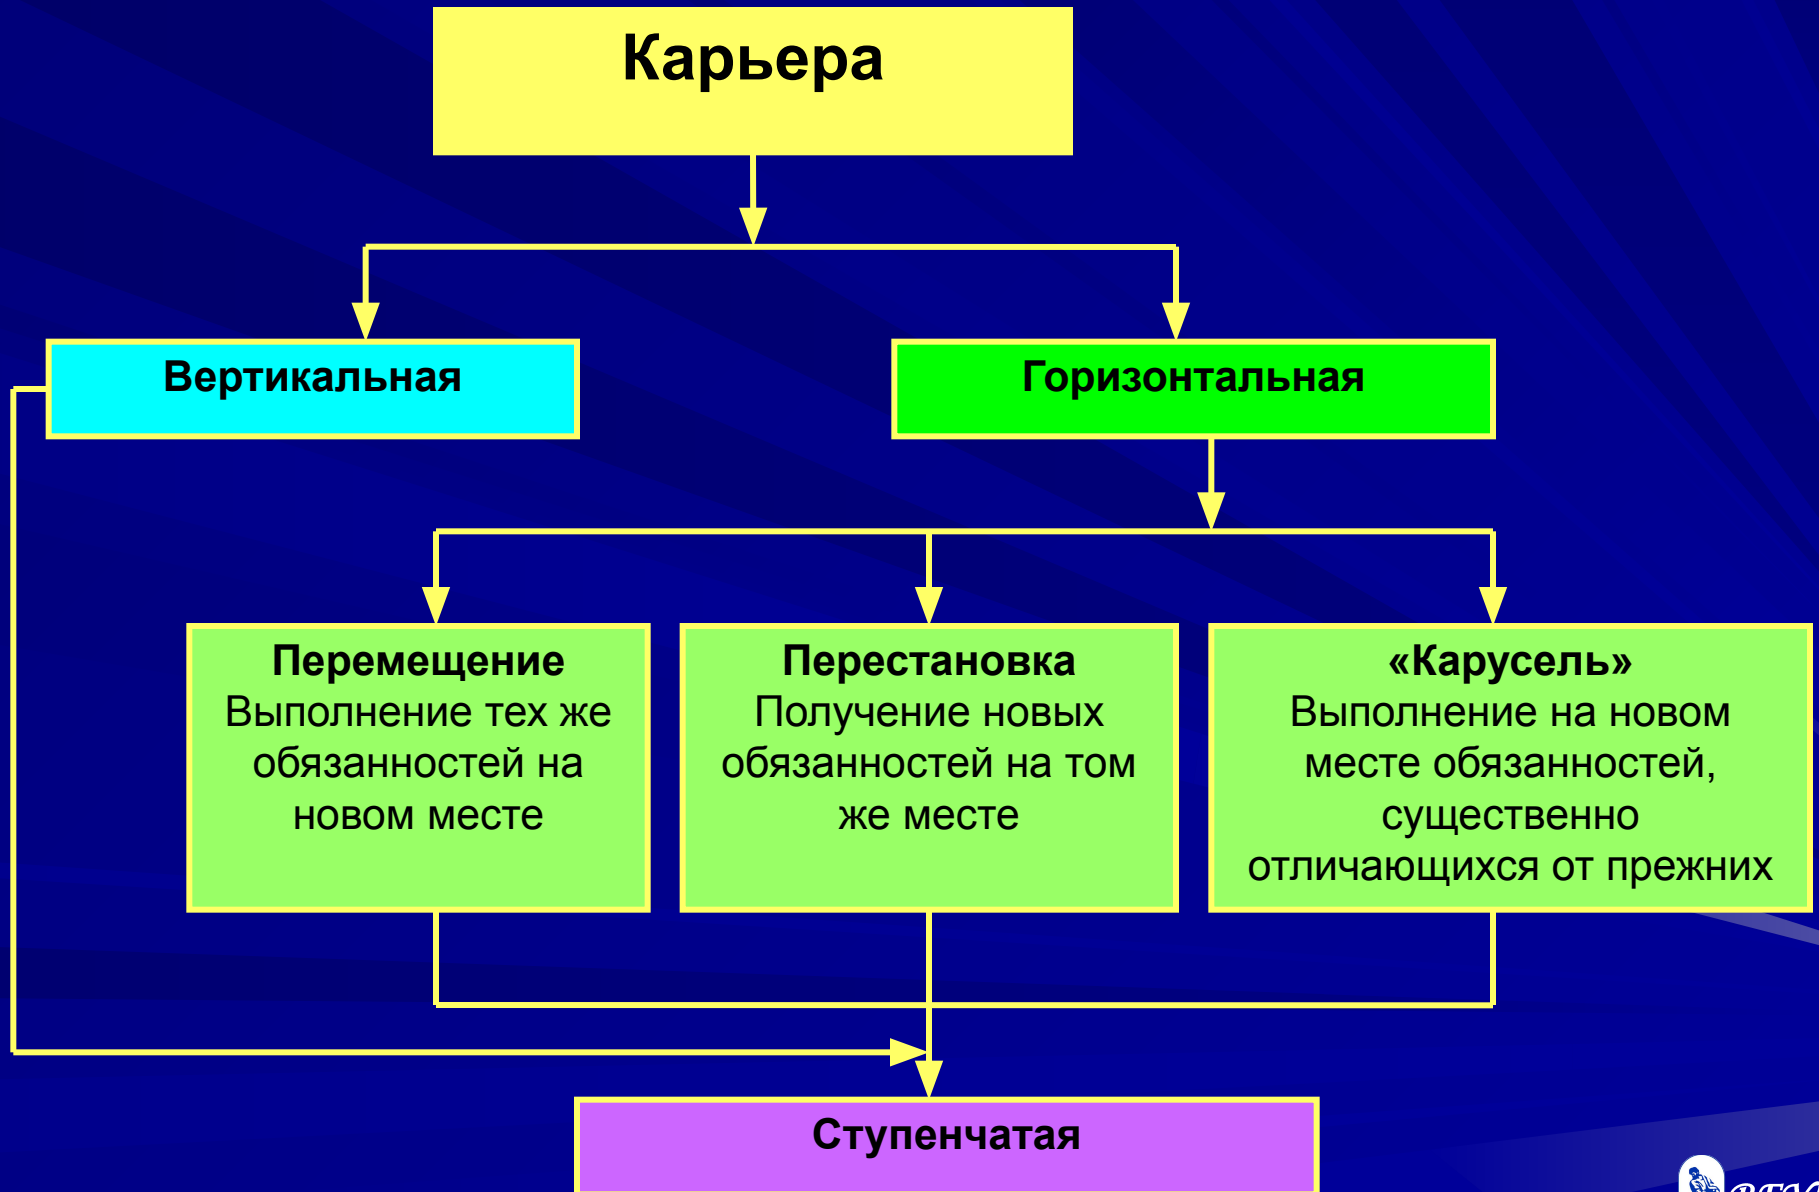 Карьера
Вертикальная
Горизонтальная
Перемещение
Выполнение тех же
обязанностей на
новом месте
Перестановка
Получение новых
обязанностей на том
же месте
«Карусель»
Выполнение на новом
месте обязанностей,
существенно
отличающихся от прежних
Ступенчатая